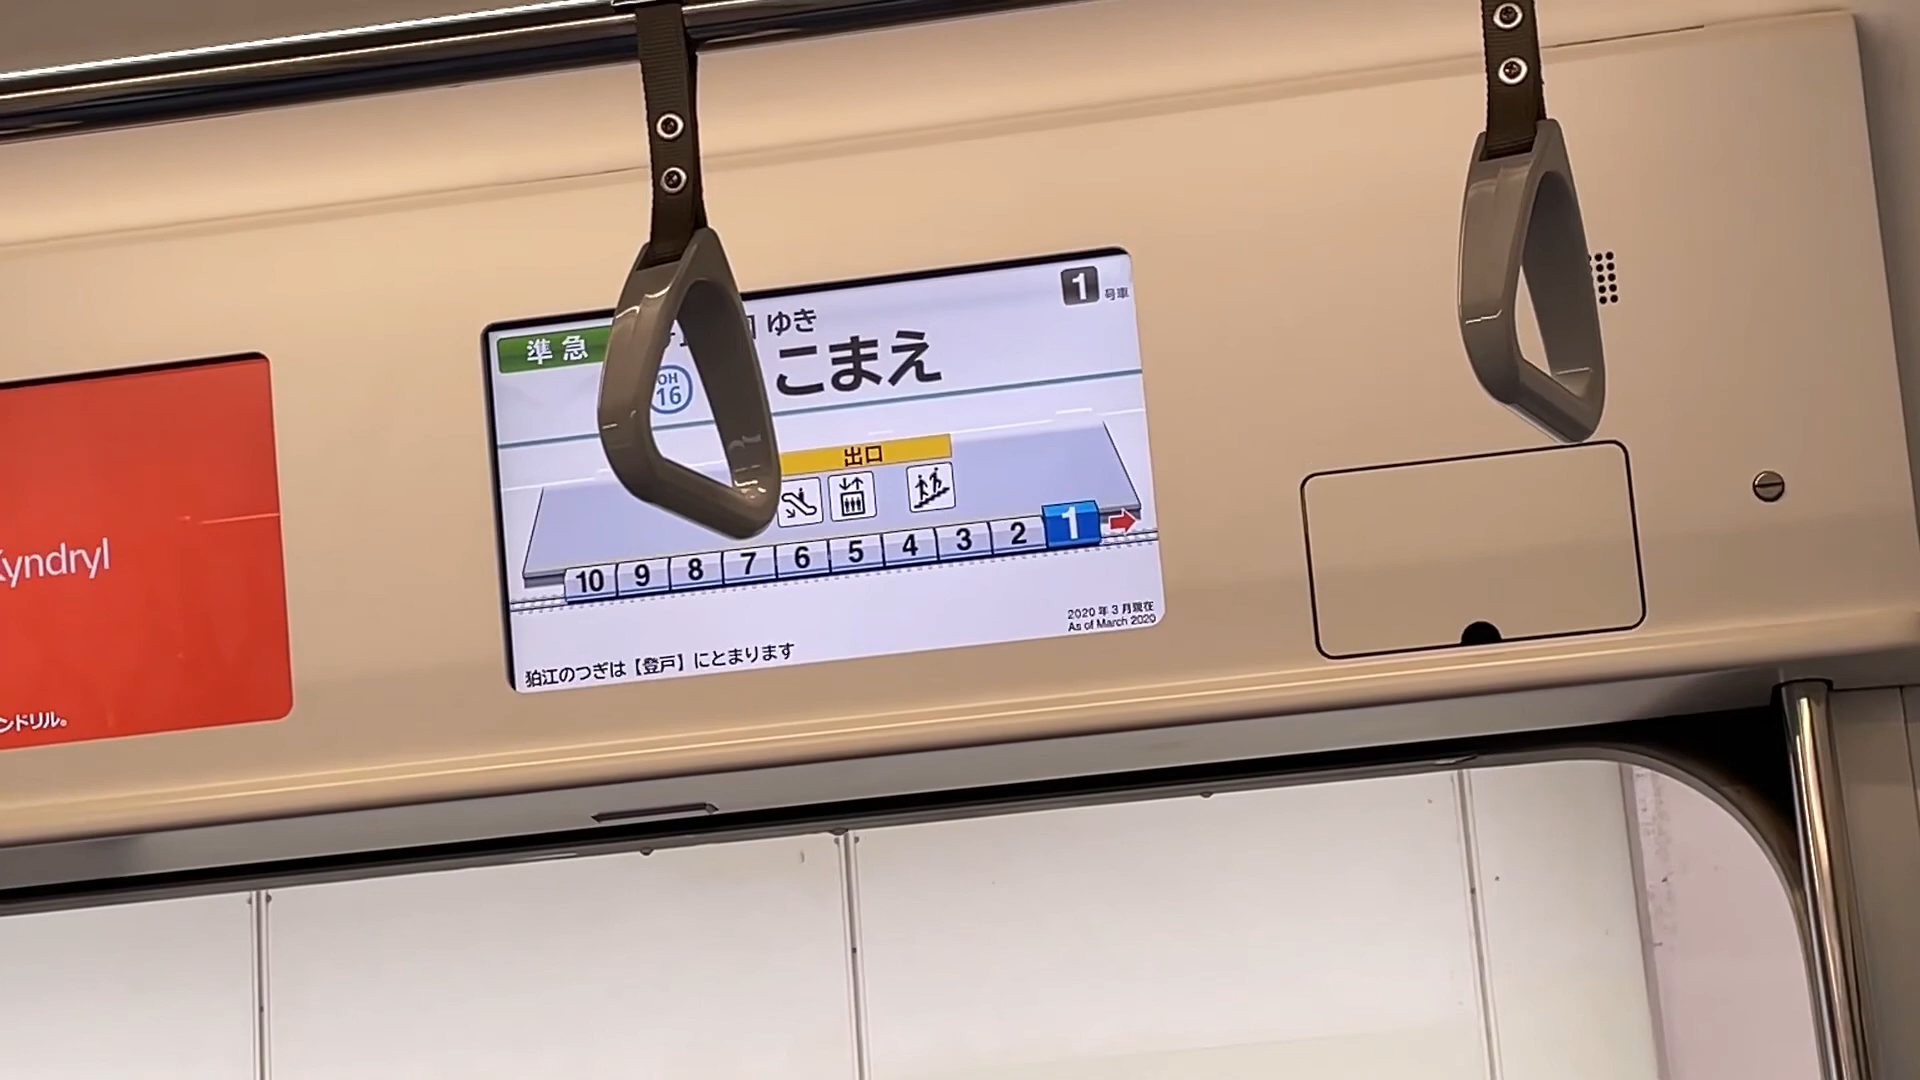 準急
ゆき
1 号車
OH
16
こまえ
出口
10 9 8 7 6 5 4 3 2 1
2020年3月現在
As of March 2020
狛江のつぎは【登戸】にとまります
Kyndryl
ンドリル。